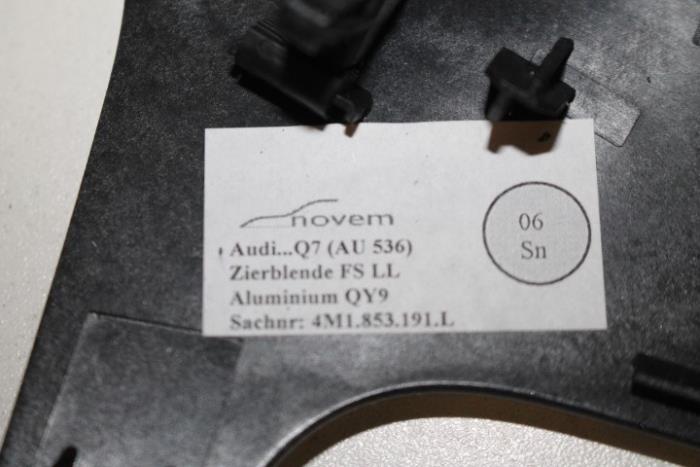 novem
Audi...Q7 (AU 536)
Zierblende FS LL
Aluminium QY9
Sachnr: 4M1.853.191.L
06
Sn